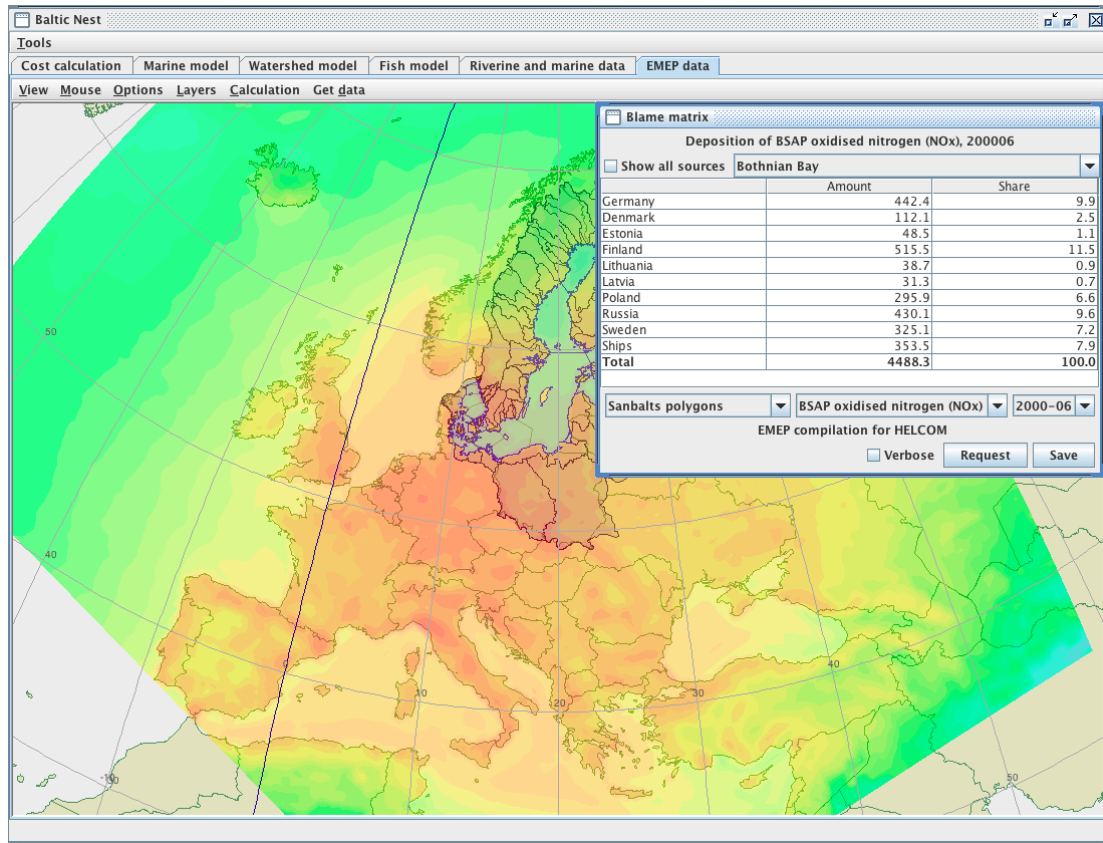 Baltic Nest
Tools
Cost calculation Marine model Watershed model Fish model Riverine and marine data EMEP data
View Mouse Options Layers Calculation Get data
Blame matrix
Deposition of BSAP oxidised nitrogen (NOx), 200006
Show all sources Bothnian Bay
Amount Share
Germany 442.4 9.9
Denmark 112.1 2.5
Estonia 48.5 1.1
Finland 515.5 11.5
Lithuania 38.7 0.9
Latvia 31.3 0.7
Poland 295.9 6.6
Russia 430.1 9.6
Sweden 325.1 7.2
Ships 353.5 7.9
Total 4488.3 100.0
Sanbalts polygons BSAP oxidised nitrogen (NOx) 2000-06
EMEP compilation for HELCOM
Verbose Request Save
50
40
0
10
20
30
40
50